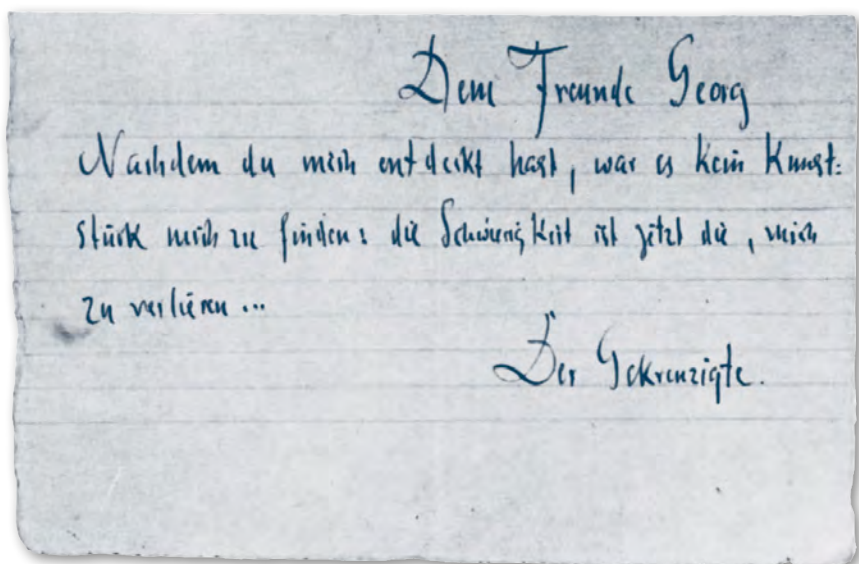 Dem Freunde Georg
Nachdem du mich entdeckt hast, war es kein Kunst:
stück mich zu finden: die Schwierigkeit ist jetzt die, mich
zu verlieren ...
Der Gekreuzigte.